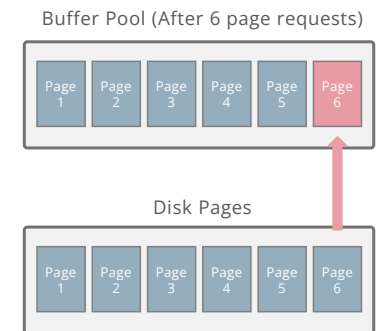 Buffer Pool (After 6 page requests)
Page Page Page Page Page Page
1 2 3 4 5 6
Disk Pages
Page Page Page Page Page Page
1 2 3 4 5 6